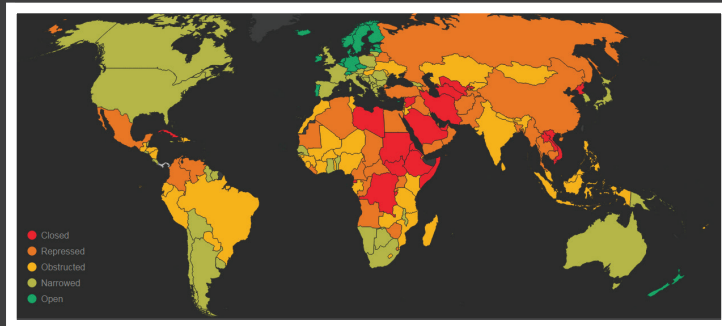 Closed
Repressed
Obstructed
Narrowed
Open